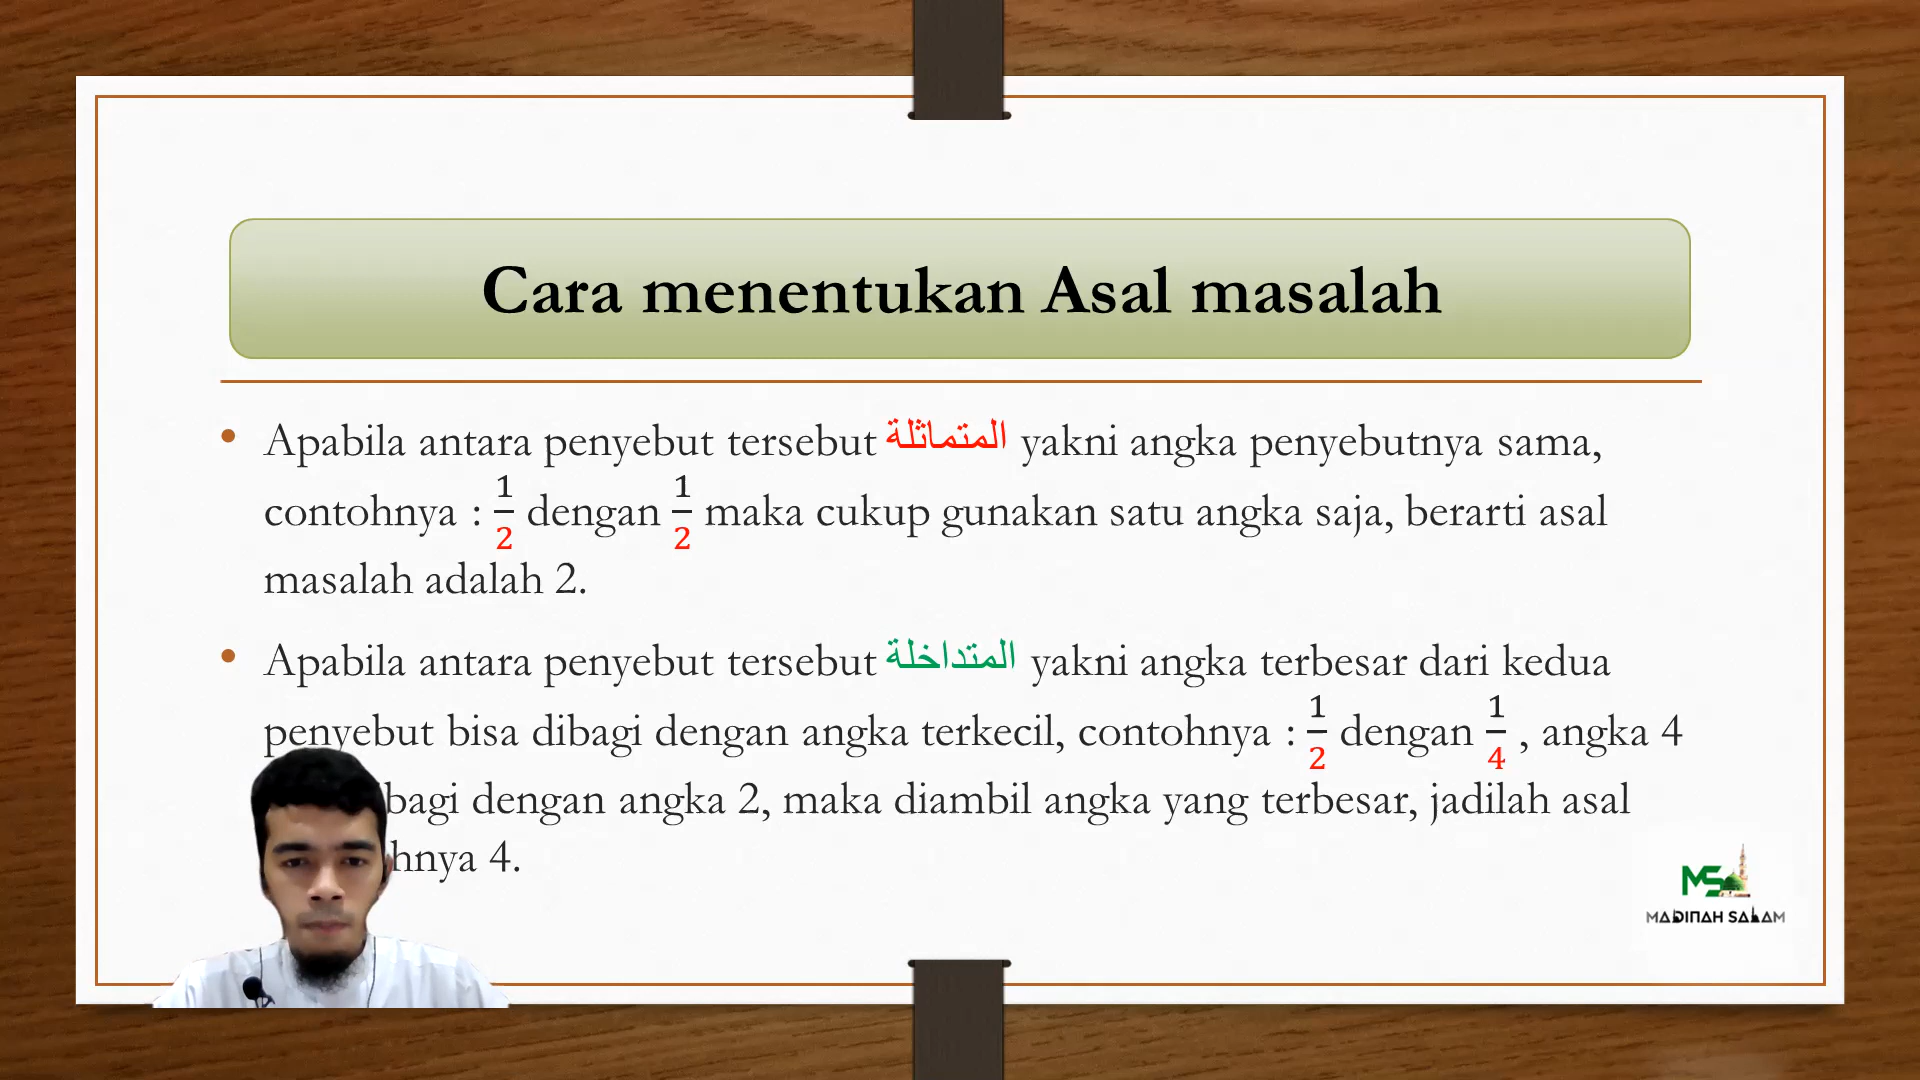 Cara menentukan Asal masalah
• Apabila antara penyebut tersebut المتماثلة yakni angka penyebutnya sama,
contohnya : 1/2 dengan 1/2 maka cukup gunakan satu angka saja, berarti asal
masalah adalah 2.
• Apabila antara penyebut tersebut المتداخلة yakni angka terbesar dari kedua
penyebut bisa dibagi dengan angka terkecil, contohnya : 1/2 dengan 1/4 , angka 4
bagi dengan angka 2, maka diambil angka yang terbesar, jadilah asal
hnya 4.
MS
MADINAH SALAM